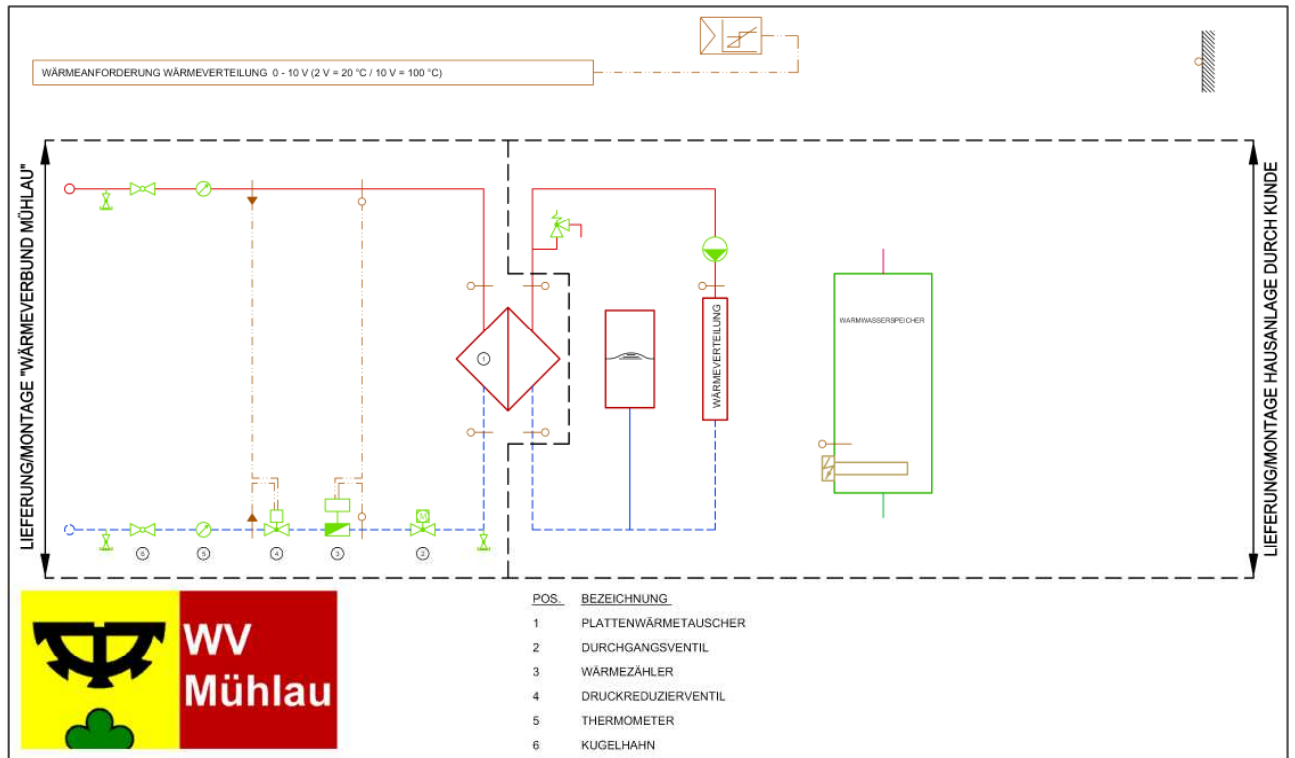 WÄRMEANFORDERUNG WÄRMEVERTEILUNG 0 - 10 V (2 V = 20 °C / 10 V = 100 °C)
LIEFERUNG/MONTAGE "WÄRMEVERBUND MÜHLAU"
LIEFERUNG/MONTAGE HAUSANLAGE DURCH KUNDE
WÄRMEVERTEILUNG
WARMWASSERSPEICHER
1
M
6
5
4
3
2
WV
Mühlau
POS. BEZEICHNUNG
1 PLATTENWÄRMETAUSCHER
2 DURCHGANGSVENTIL
3 WÄRMEZÄHLER
4 DRUCKREDUZIERVENTIL
5 THERMOMETER
6 KUGELHAHN